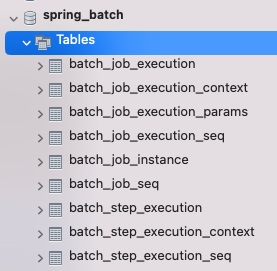 spring_batch
Tables
batch_job_execution
batch_job_execution_context
batch_job_execution_params
batch_job_execution_seq
batch_job_instance
batch_job_seq
batch_step_execution
batch_step_execution_context
batch_step_execution_seq